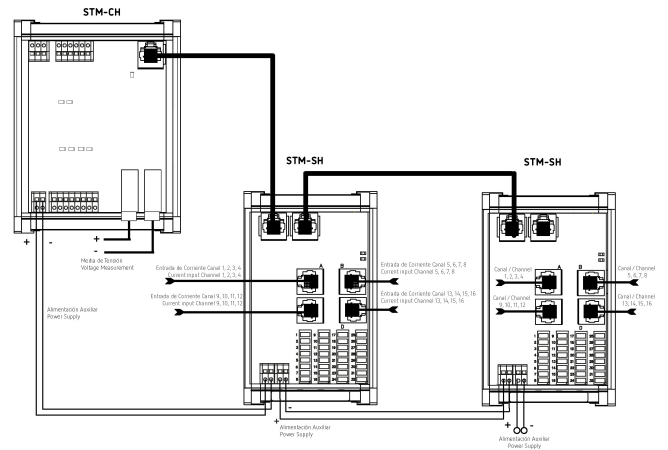 STM-CH
STM-SH
STM-SH
+
-
+
-
Medida de Tensión
Voltage Measurement
Alimentación Auxiliar
Power Supply
Entrada de Corriente Canal 1, 2, 3, 4
Current input Channel 1, 2, 3, 4
Entrada de Corriente Canal 9, 10, 11, 12
Current input Channel 9, 10, 11, 12
A
B
D
Entrada de Corriente Canal 5, 6, 7, 8
Current input Channel 5, 6, 7, 8
Entrada de Corriente Canal 13, 14, 15, 16
Current input Channel 13, 14, 15, 16
Canal / Channel
1, 2, 3, 4
Canal / Channel
9, 10, 11, 12
A
D
Canal / Channel
5, 6, 7, 8
Canal / Channel
13, 14, 15, 16
+
-
Alimentación Auxiliar
Power Supply
+
-
Alimentación Auxiliar
Power Supply